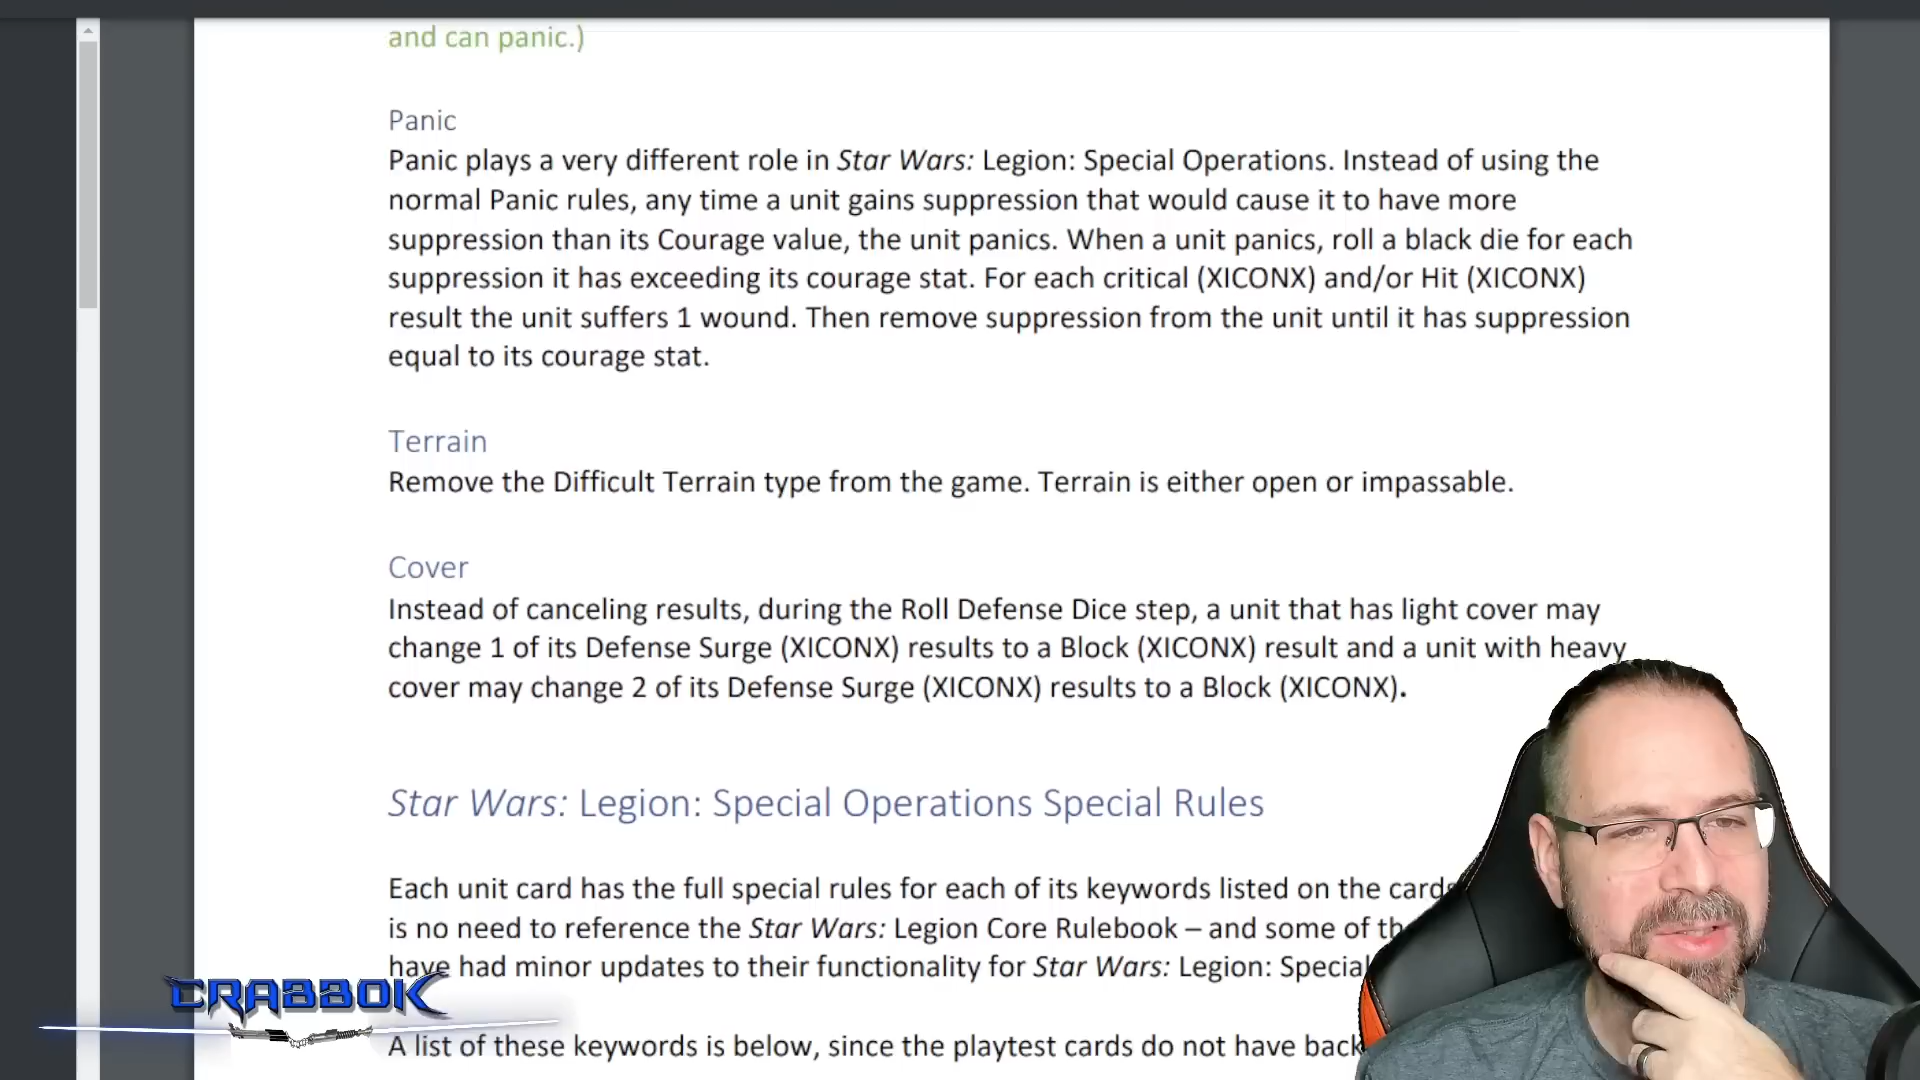 and can panic.)
Panic
Panic plays a very different role in Star Wars: Legion: Special Operations. Instead of using the
normal Panic rules, any time a unit gains suppression that would cause it to have more
suppression than its Courage value, the unit panics. When a unit panics, roll a black die for each
suppression it has exceeding its courage stat. For each critical (XICONX) and/or Hit (XICONX)
result the unit suffers 1 wound. Then remove suppression from the unit until it has suppression
equal to its courage stat.
Terrain
Remove the Difficult Terrain type from the game. Terrain is either open or impassable.
Cover
Instead of canceling results, during the Roll Defense Dice step, a unit that has light cover may
change 1 of its Defense Surge (XICONX) results to a Block (XICONX) result and a unit with heavy
cover may change 2 of its Defense Surge (XICONX) results to a Block (XICONX).
Star Wars: Legion: Special Operations Special Rules
Each unit card has the full special rules for each of its keywords listed on the card
is no need to reference the Star Wars: Legion Core Rulebook – and some of
have had minor updates to their functionality for Star Wars: Legion: Special
CRABBOK
A list of these keywords is below, since the playtest cards do not have back